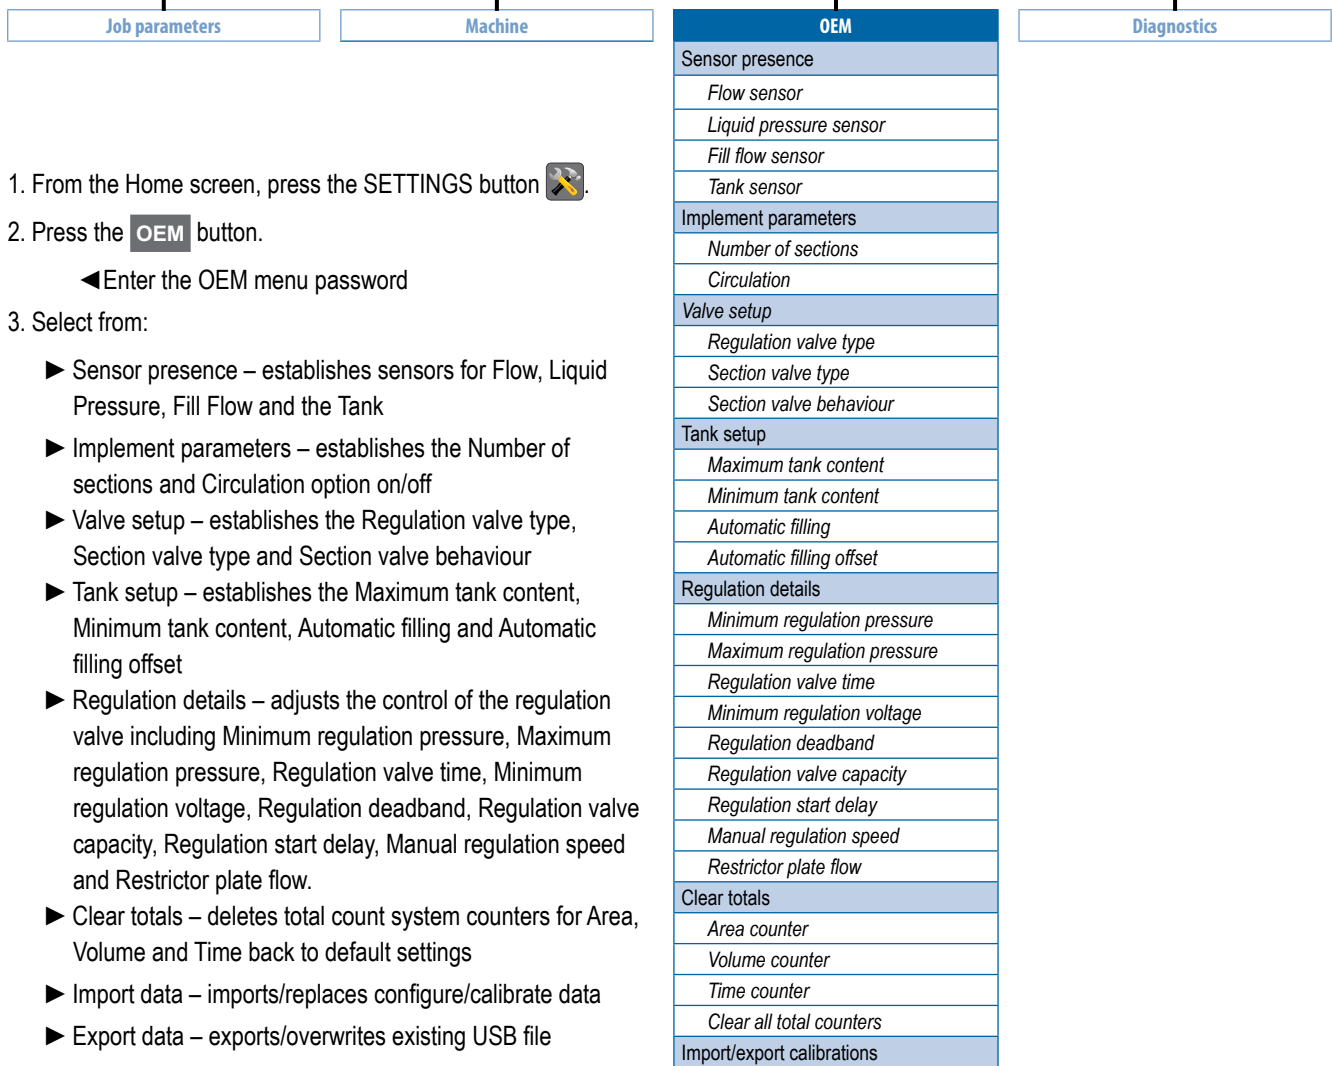 Job parameters
Machine
OEM
Diagnostics
1. From the Home screen, press the SETTINGS button .
2. Press the OEM button.
◄Enter the OEM menu password
3. Select from:
►Sensor presence – establishes sensors for Flow, Liquid
Pressure, Fill Flow and the Tank
►Implement parameters – establishes the Number of
sections and Circulation option on/off
►Valve setup – establishes the Regulation valve type,
Section valve type and Section valve behaviour
►Tank setup – establishes the Maximum tank content,
Minimum tank content, Automatic filling and Automatic
filling offset
►Regulation details – adjusts the control of the regulation
valve including Minimum regulation pressure, Maximum
regulation pressure, Regulation valve time, Minimum
regulation voltage, Regulation deadband, Regulation valve
capacity, Regulation start delay, Manual regulation speed
and Restrictor plate flow.
►Clear totals – deletes total count system counters for Area,
Volume and Time back to default settings
►Import data – imports/replaces configure/calibrate data
►Export data – exports/overwrites existing USB file
Sensor presence
Flow sensor
Liquid pressure sensor
Fill flow sensor
Tank sensor
Implement parameters
Number of sections
Circulation
Valve setup
Regulation valve type
Section valve type
Section valve behaviour
Tank setup
Maximum tank content
Minimum tank content
Automatic filling
Automatic filling offset
Regulation details
Minimum regulation pressure
Maximum regulation pressure
Regulation valve time
Minimum regulation voltage
Regulation deadband
Regulation valve capacity
Regulation start delay
Manual regulation speed
Restrictor plate flow
Clear totals
Area counter
Volume counter
Time counter
Clear all total counters
Import/export calibrations